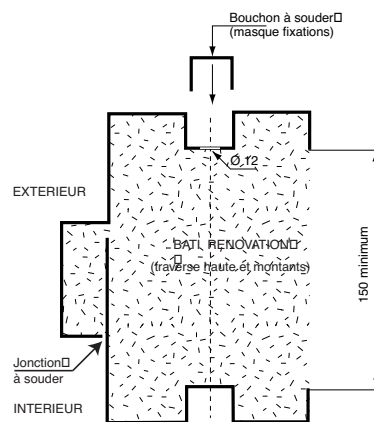 Bouchon à souder
(masque fixations)
Ø 12
EXTERIEUR
BATI RENOVATION
(traverse haute et montants)
150 minimum
Jonction
à souder
INTERIEUR